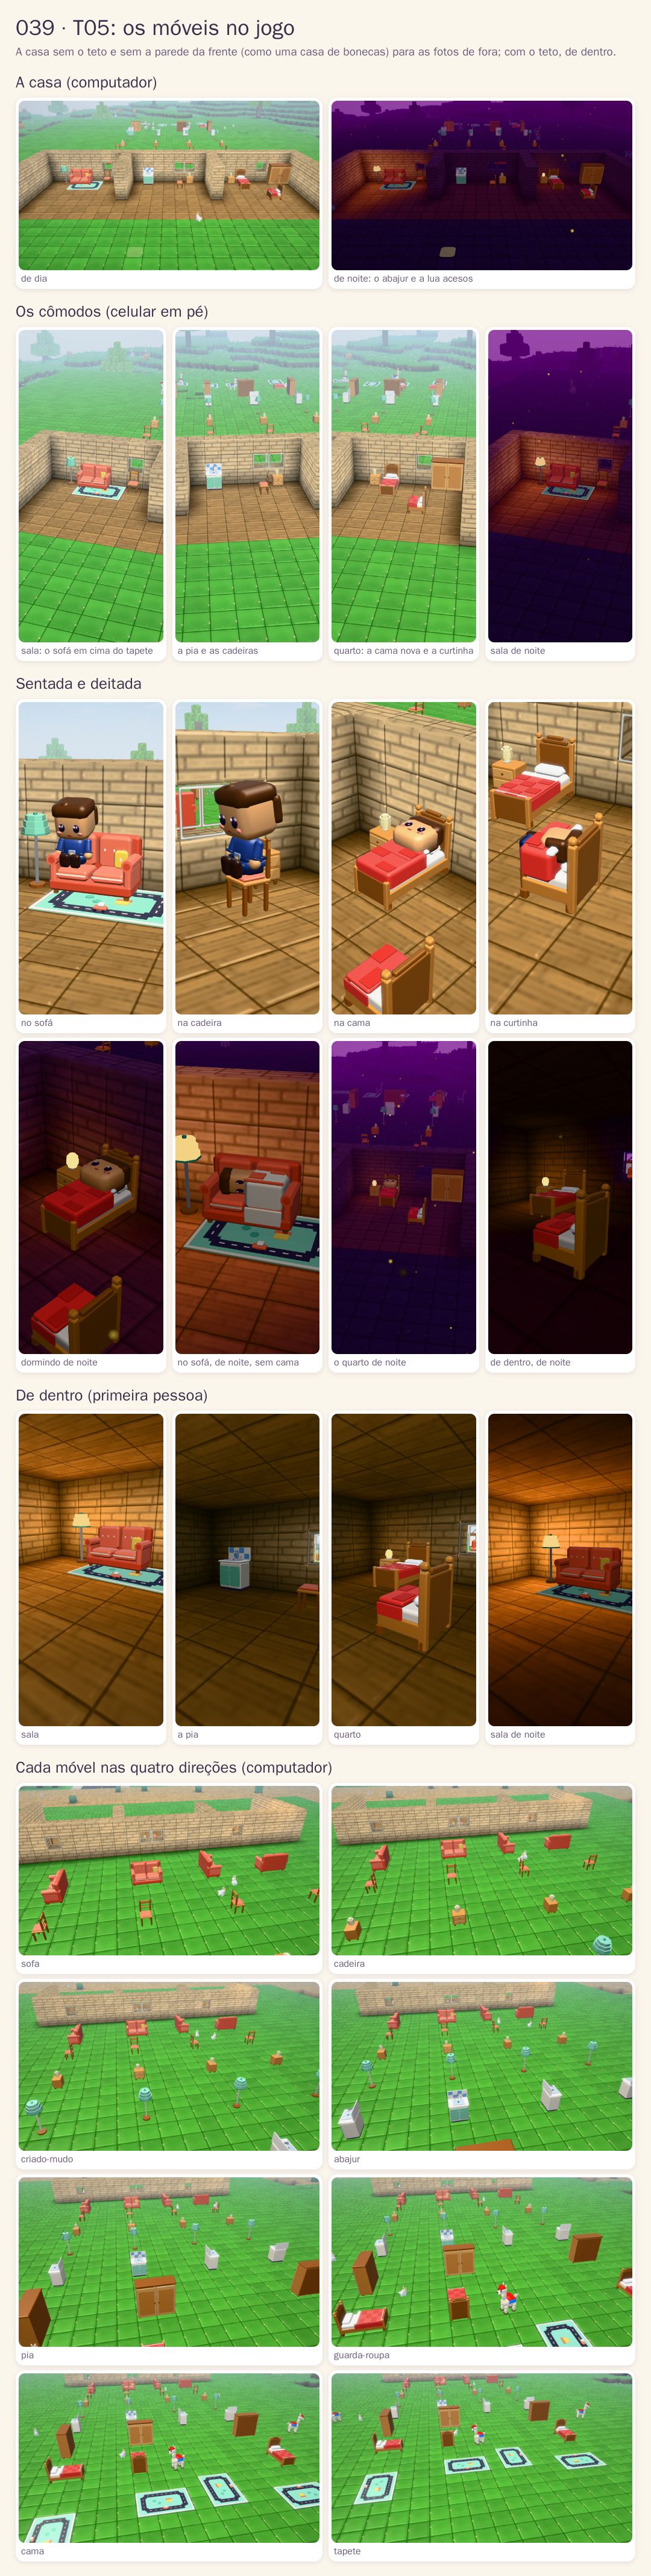 039 · T05: os móveis no jogo
A casa sem o teto e sem a parede da frente (como uma casa de bonecas) para as fotos de fora; com o teto, de dentro.
A casa (computador)
de dia
de noite: o abajur e a lua acesos
Os cômodos (celular em pé)
sala: o sofá em cima do tapete
a pia e as cadeiras
quarto: a cama nova e a curtinha
sala de noite
Sentada e deitada
no sofá
na cadeira
na cama
na curtinha
dormindo de noite
no sofá, de noite, sem cama
o quarto de noite
de dentro, de noite
De dentro (primeira pessoa)
sala
a pia
quarto
sala de noite
Cada móvel nas quatro direções (computador)
sofa
cadeira
criado-mudo
abajur
pia
guarda-roupa
cama
tapete